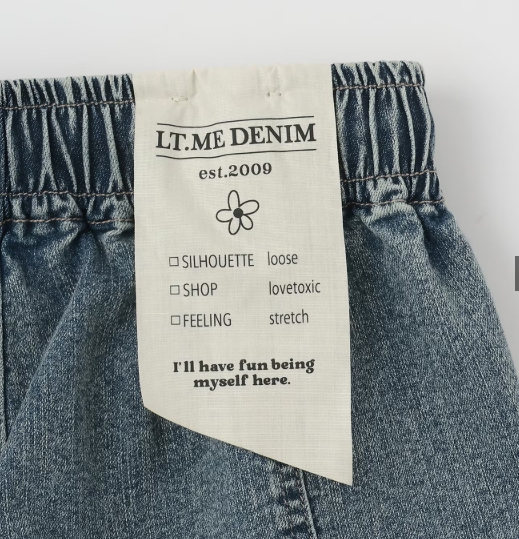 LT.ME DENIM
est.2009
□ SILHOUETTE loose
□ SHOP lovetoxic
□ FEELING stretch
I'll have fun being
myself here.